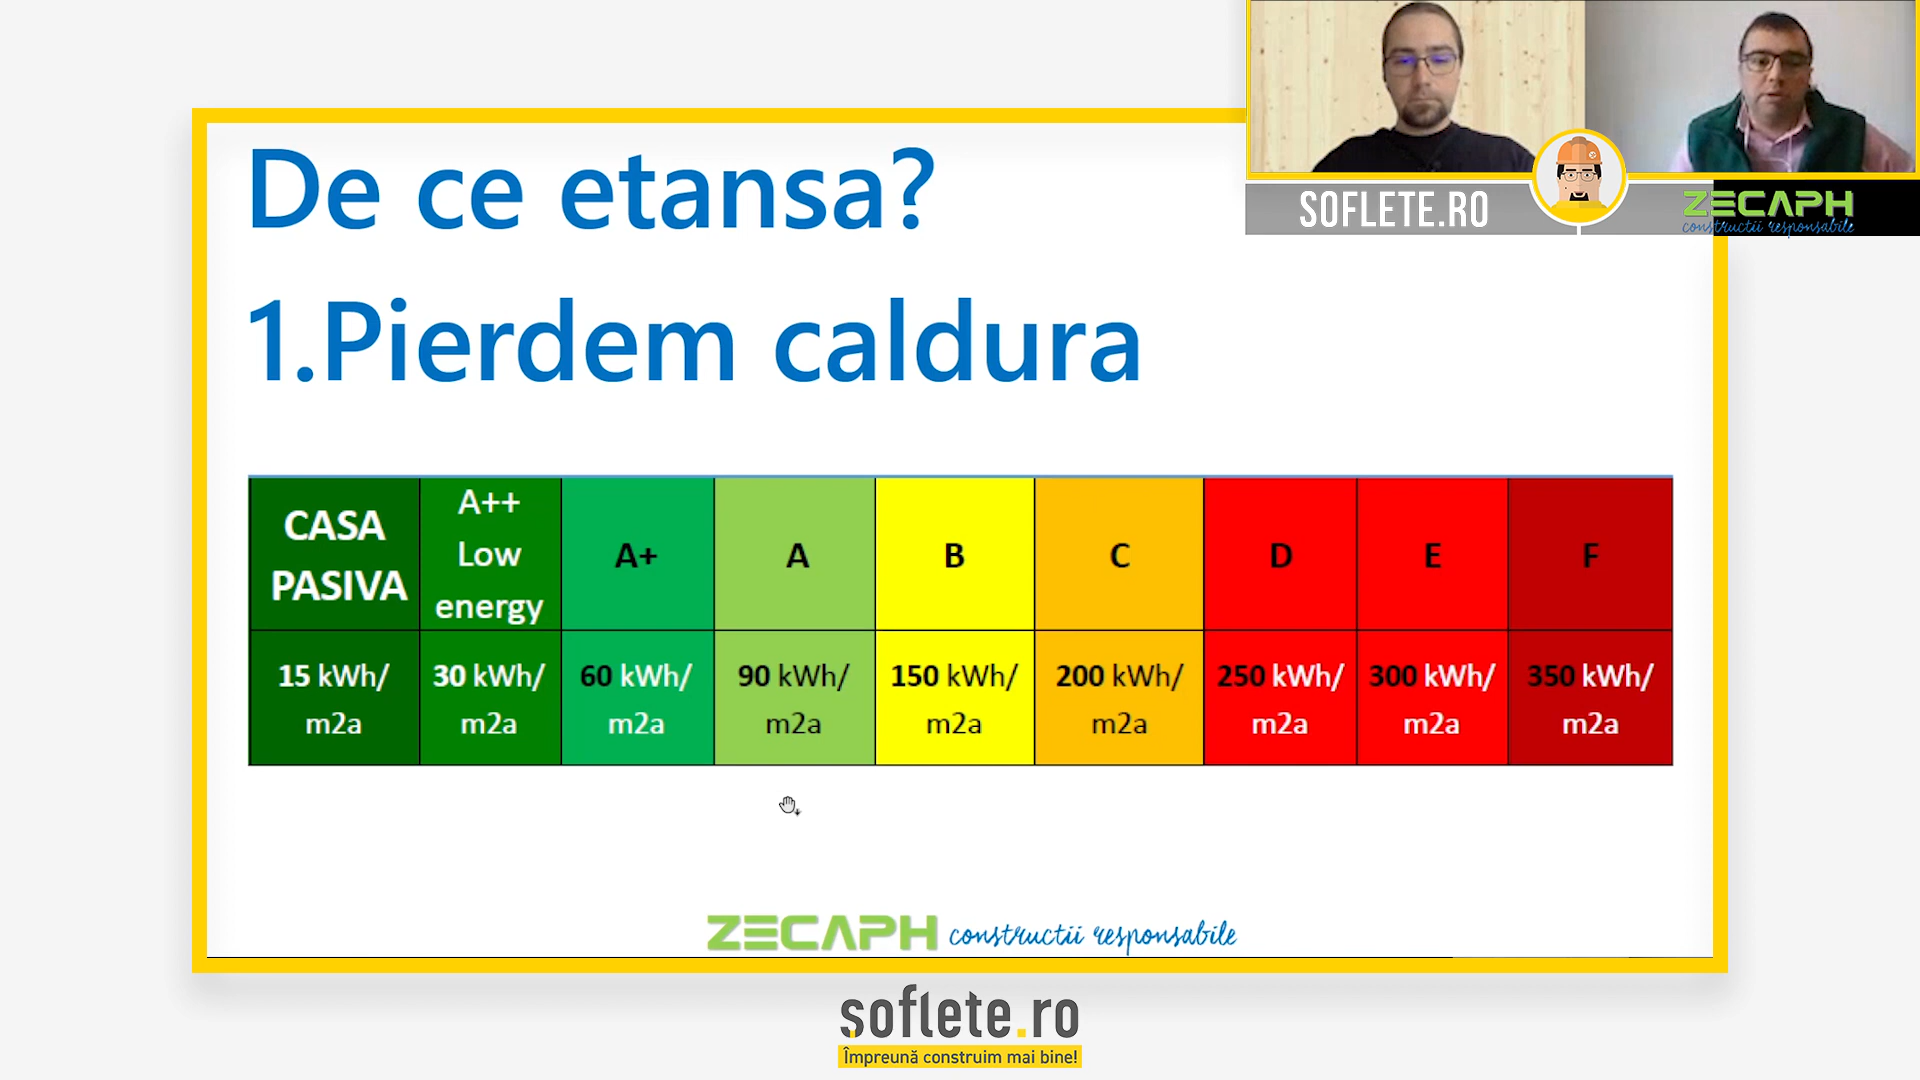 De ce etansa?
1.Pierdem caldura
SOFLETE.RO
ZECAPH
constructii responsabile
CASA PASIVA
A++ Low energy
A+
A
B
C
D
E
F
15 kWh/ m2a
30 kWh/ m2a
60 kWh/ m2a
90 kWh/ m2a
150 kWh/ m2a
200 kWh/ m2a
250 kWh/ m2a
300 kWh/ m2a
350 kWh/ m2a
ZECAPH constructii responsabile
soflete.ro
Împreună construim mai bine!